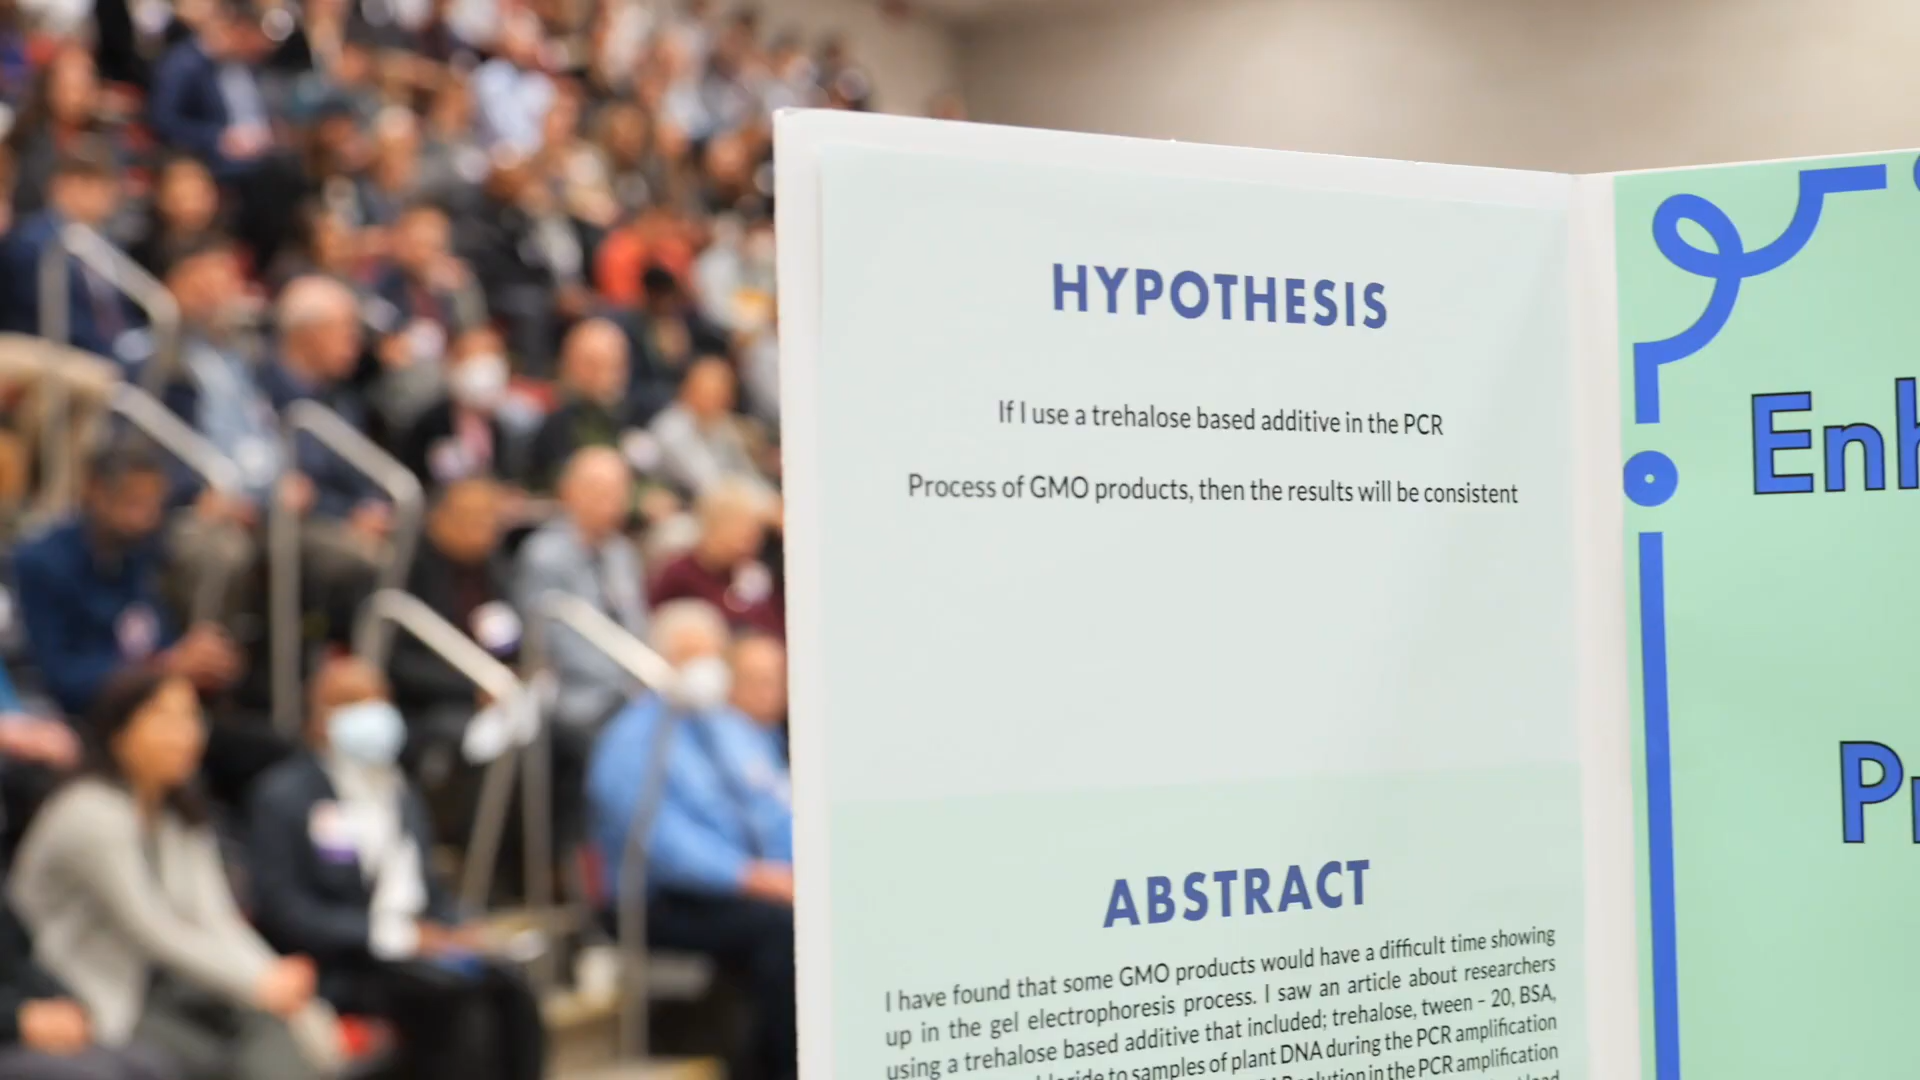 HYPOTHESIS
If I use a trehalose based additive in the PCR
Process of GMO products, then the results will be consistent
ABSTRACT
I have found that some GMO products would have a difficult time showing
up in the gel electrophoresis process. I saw an article about researchers
using a trehalose based additive that included; trehalose, tween – 20, BSA,
to samples of plant DNA during the PCR amplification
in the PCR amplification
Enh